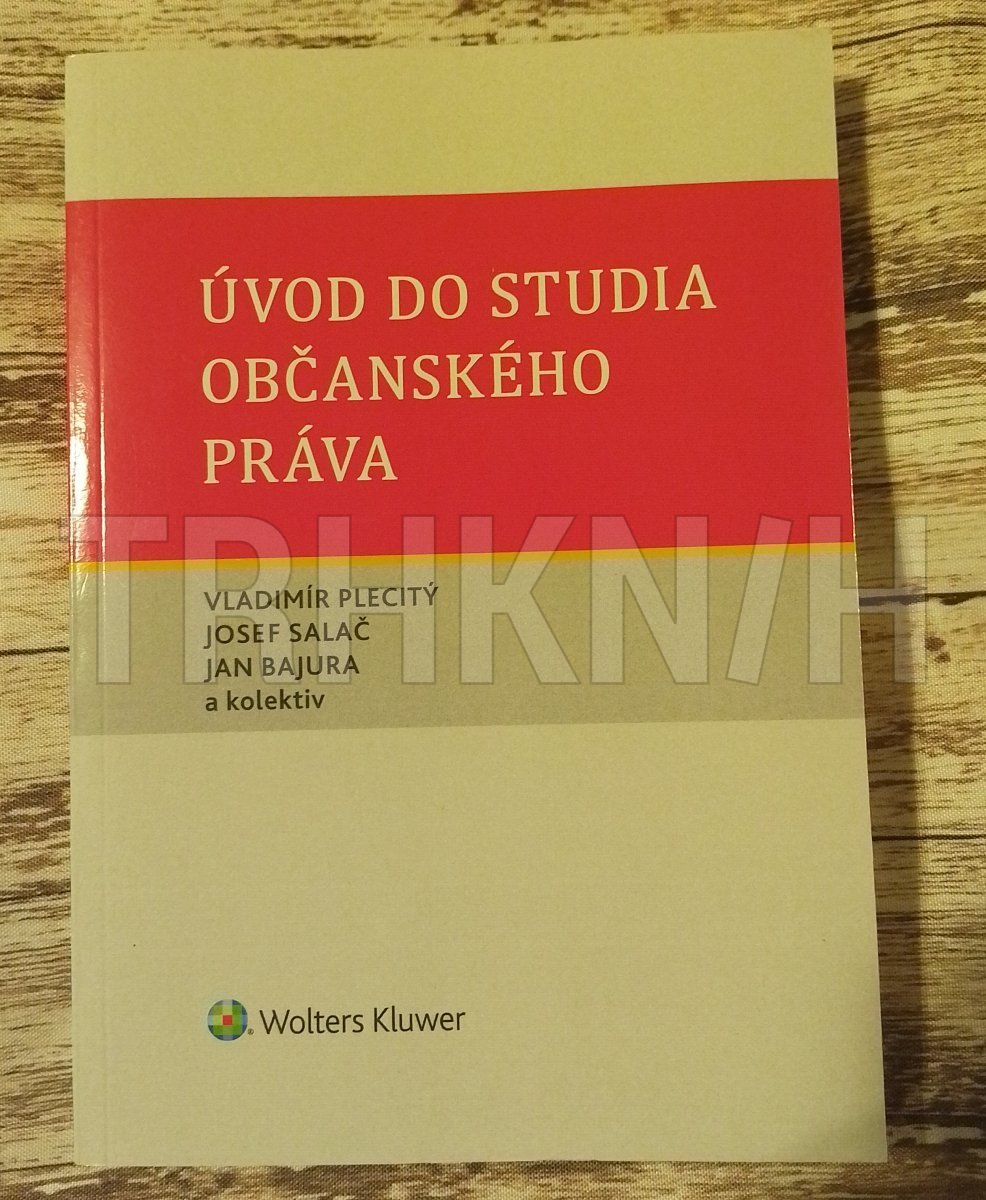 ÚVOD DO STUDIA
OBČANSKÉHO
PRÁVA
TRHKNIH
VLADIMÍR PLECITÝ
JOSEF SALAČ
JAN BAJURA
a kolektiv
Wolters Kluwer